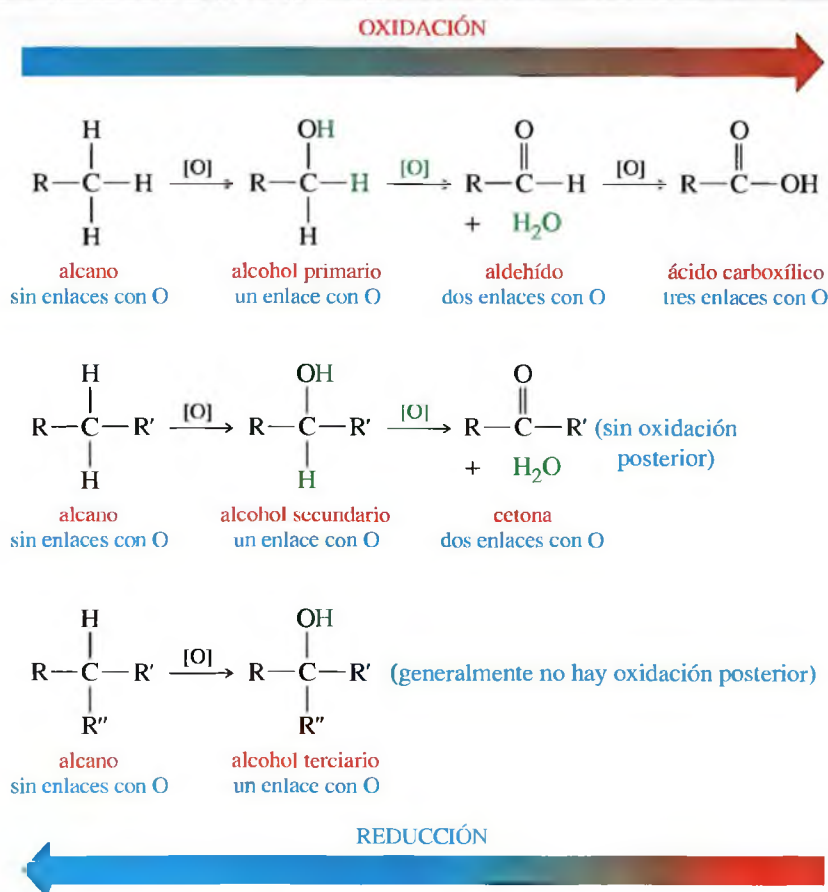 OXIDACIÓN
H OH O O
R—C—H [O] R—C—H [O] R—C—H [O] R—C—OH
H H + H₂O
alcano alcohol primario aldehído ácido carboxílico
sin enlaces con O un enlace con O dos enlaces con O tres enlaces con O
H OH O
R—C—R′ [O] R—C—R′ [O] R—C—R′ (sin oxidación
H H + H₂O posterior)
alcano alcohol secundario cetona
sin enlaces con O un enlace con O dos enlaces con O
H OH
R—C—R′ [O] R—C—R′ (generalmente no hay oxidación posterior)
R″ R″
alcano alcohol terciario
sin enlaces con O un enlace con O
REDUCCIÓN